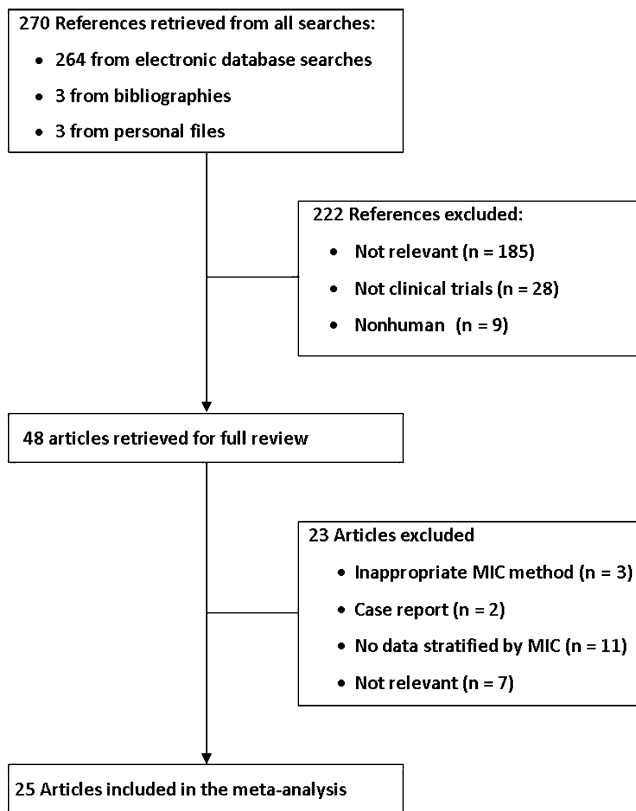 270 References retrieved from all searches:
• 264 from electronic database searches
• 3 from bibliographies
• 3 from personal files
222 References excluded:
• Not relevant (n = 185)
• Not clinical trials (n = 28)
• Nonhuman (n = 9)
48 articles retrieved for full review
23 Articles excluded
• Inappropriate MIC method (n = 3)
• Case report (n = 2)
• No data stratified by MIC (n = 11)
• Not relevant (n = 7)
25 Articles included in the meta-analysis